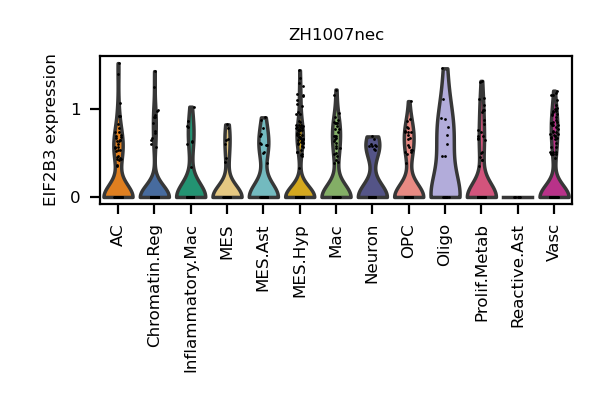 ZH1007nec
EIF2B3 expression
1
0
AC
Chromatin.Reg
Inflammatory.Mac
MES
MES.Ast
MES.Hyp
Mac
Neuron
OPC
Oligo
Prolif.Metab
Reactive.Ast
Vasc